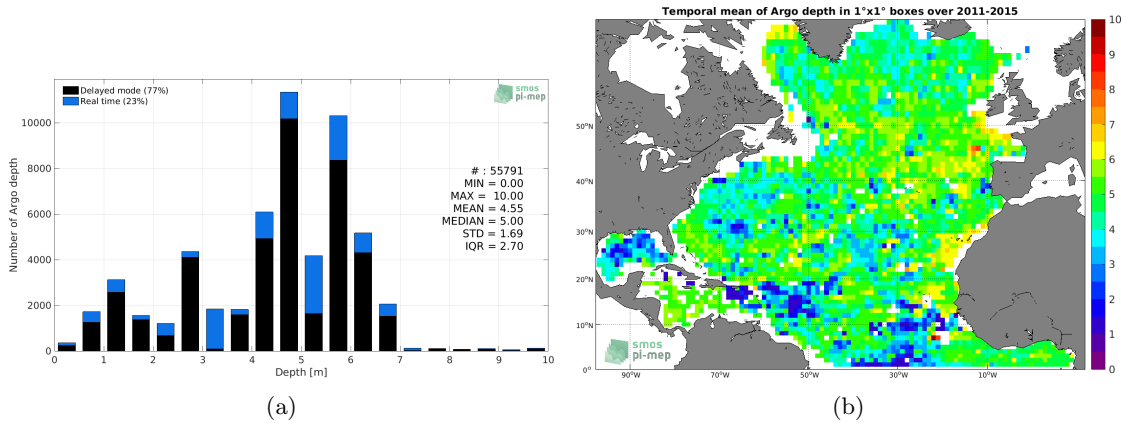 Delayed mode (77%)
Real time (23%)
smos
pi-mep
# : 55791
MIN = 0.00
MAX = 10.00
MEAN = 4.55
MEDIAN = 5.00
STD = 1.69
IQR = 2.70
Number of Argo depth
10000
8000
6000
4000
2000
0
0 1 2 3 4 5 6 7 8 9 10
Depth [m]
(a)
Temporal mean of Argo depth in 1°x1° boxes over 2011-2015
50°N
40°N
30°N
20°N
10°N
0°
90°W 70°W 50°W 30°W 10°W
smos
pi-mep
10
9
8
7
6
5
4
3
2
1
0
(b)